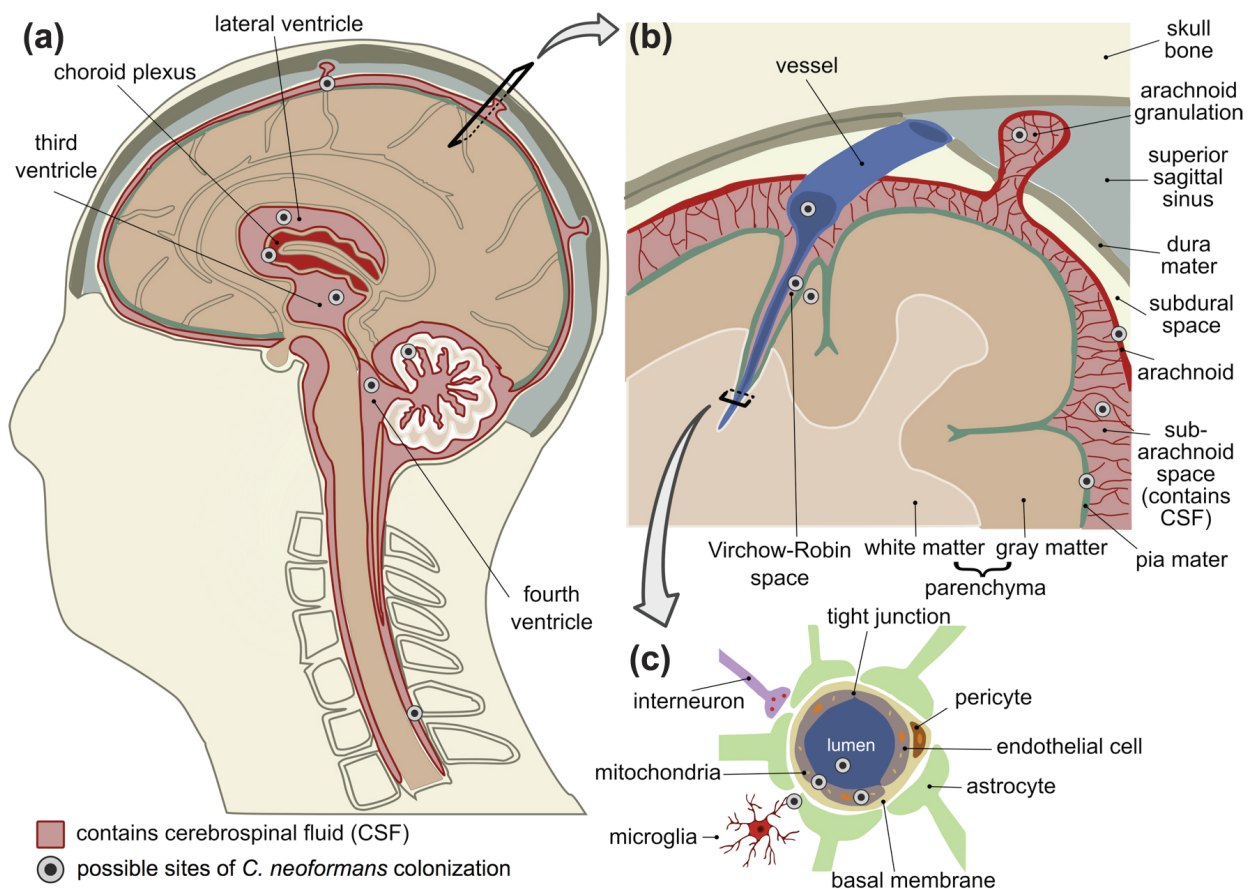 (a)
lateral ventricle
choroid plexus
third
ventricle
fourth
ventricle
contains cerebrospinal fluid (CSF)
possible sites of C. neoformans colonization
(b)
vessel
skull
bone
arachnoid
granulation
superior
sagittal
sinus
dura
mater
subdural
space
arachnoid
sub-
arachnoid
space
(contains
CSF)
pia mater
Virchow-Robin
space
white matter
gray matter
parenchyma
(c)
tight junction
interneuron
pericyte
lumen
endothelial cell
mitochondria
astrocyte
microglia
basal membrane